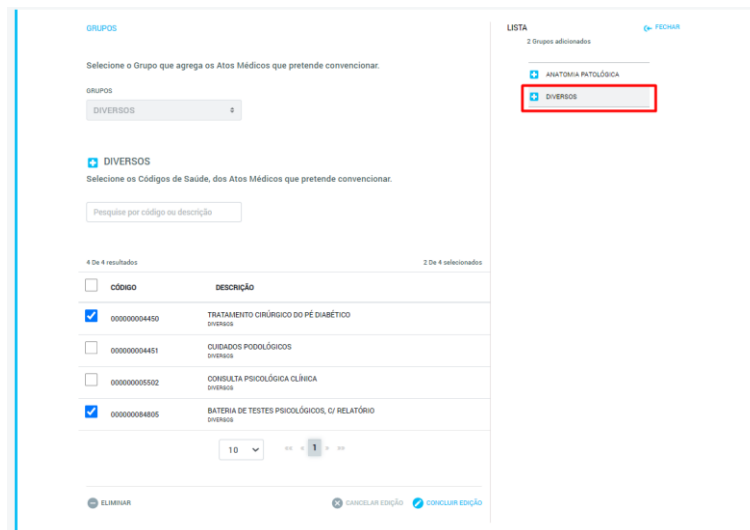 GRUPOS
Selecione o Grupo que agrega os Atos Médicos que pretende convencionar.
GRUPOS
DIVERSOS
DIVERSOS
Selecione os Códigos de Saúde, dos Atos Médicos que pretende convencionar.
Pesquise por código ou descrição
4 De 4 resultados 2 De 4 selecionados
CÓDIGO DESCRIÇÃO
000000004450 TRATAMENTO CIRÚRGICO DO PÉ DIABÉTICO
DIVERSOS
000000004451 CUIDADOS PODOLÓGICOS
DIVERSOS
000000005502 CONSULTA PSICOLÓGICA CLÍNICA
DIVERSOS
000000084805 BATERIA DE TESTES PSICOLÓGICOS, C/ RELATÓRIO
DIVERSOS
10 «« « 1 » »»
ELIMINAR CANCELAR EDIÇÃO CONCLUIR EDIÇÃO
LISTA FECHAR
2 Grupos adicionados
ANATOMIA PATOLÓGICA
DIVERSOS